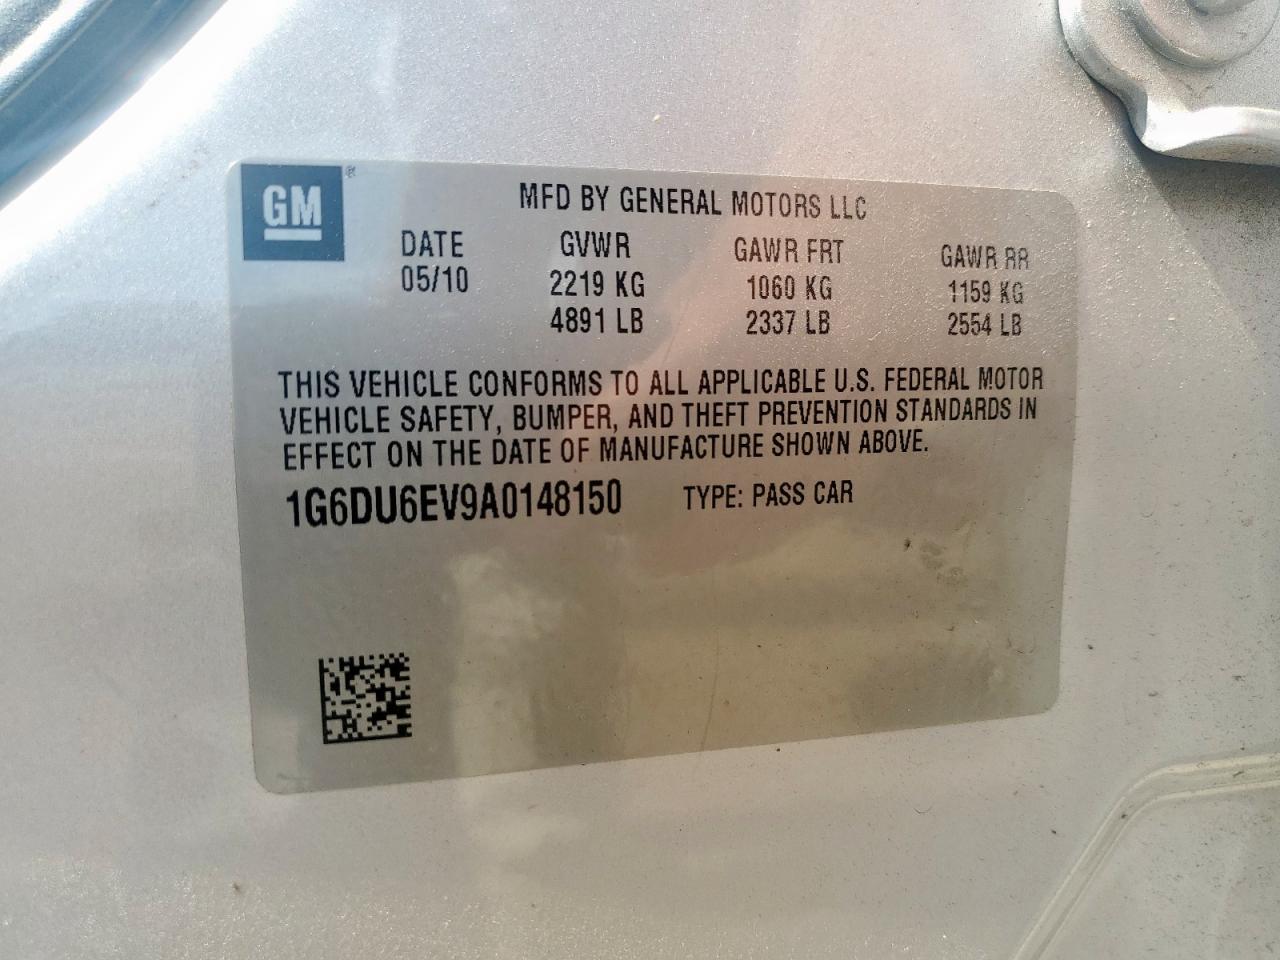 GM ®
MFD BY GENERAL MOTORS LLC
DATE GVWR GAWR FRT GAWR RR
05/10 2219 KG 1060 KG 1159 KG
4891 LB 2337 LB 2554 LB
THIS VEHICLE CONFORMS TO ALL APPLICABLE U.S. FEDERAL MOTOR
VEHICLE SAFETY, BUMPER, AND THEFT PREVENTION STANDARDS IN
EFFECT ON THE DATE OF MANUFACTURE SHOWN ABOVE.
1G6DU6EV9A0148150 TYPE: PASS CAR